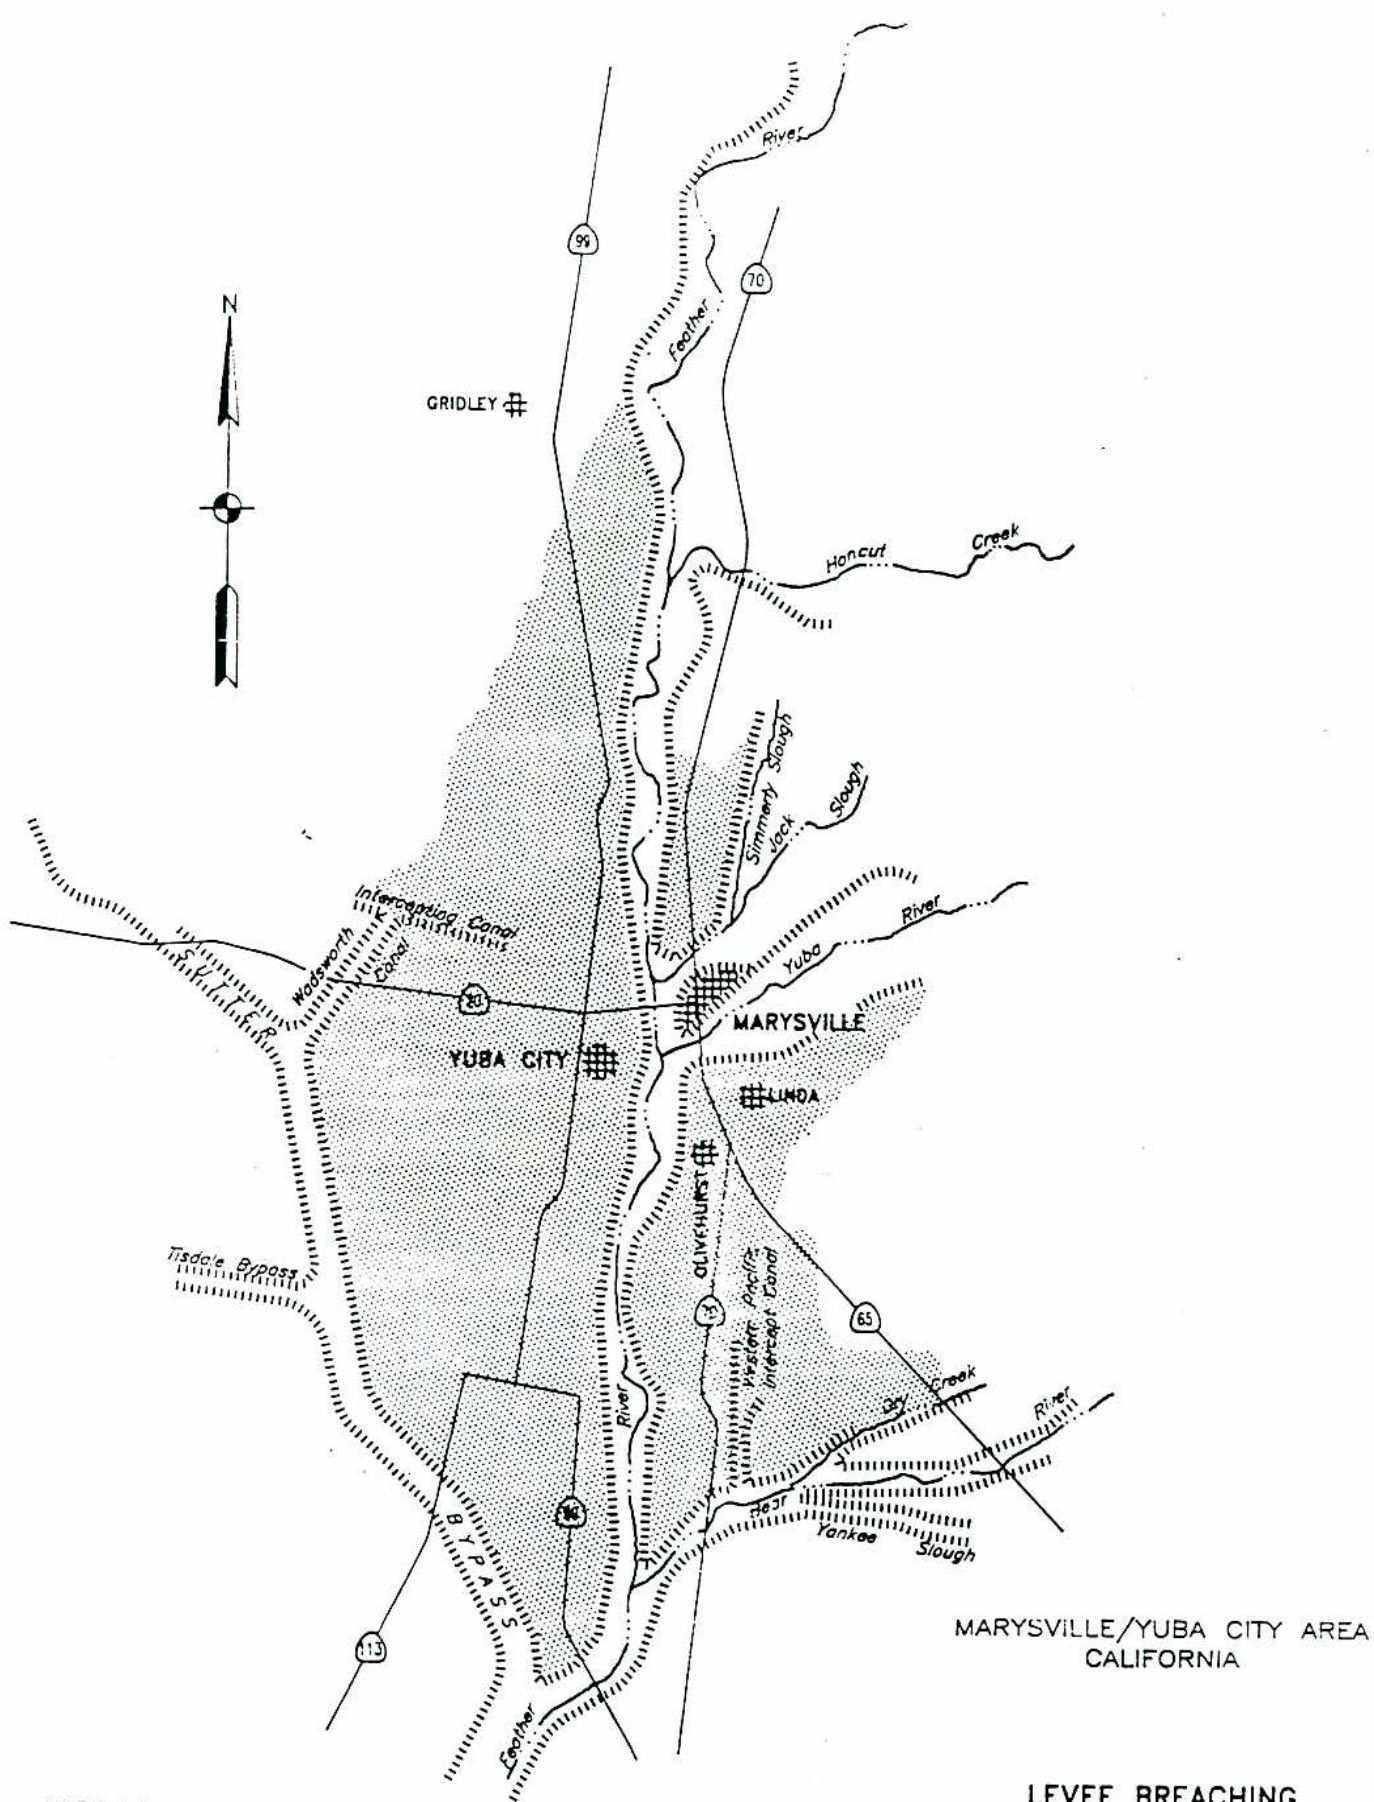 River
99
70
N
Feather
GRIDLEY
Honcut Creek
Simmerly Slough
Jack Slough
Intercepting Canal
River
Wadsworth Canal
Yuba
SUTTER
20
MARYSVILLE
YUBA CITY
LINDA
OLIVEHURST
Tisdale Bypass
Western Pacific
Intercept Canal
65
Dry Creek
River
River
Bear
Yankee Slough
BYPASS
113
MARYSVILLE/YUBA CITY AREA
CALIFORNIA
Feather
LEVEE BREACHING